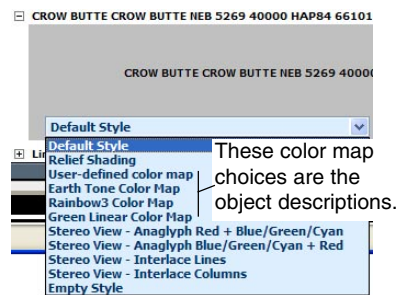 CROW BUTTE CROW BUTTE NEB 5269 40000 HAP84 66101
CROW BUTTE CROW BUTTE NEB 5269 4000
Default Style
Default Style
Relief Shading
User-defined color map
Earth Tone Color Map
Rainbow3 Color Map
Green Linear Color Map
Stereo View - Anaglyph Red + Blue/Green/Cyan
Stereo View - Anaglyph Blue/Green/Cyan + Red
Stereo View - Interlace Lines
Stereo View - Interlace Columns
Empty Style
These color map
choices are the
object descriptions.